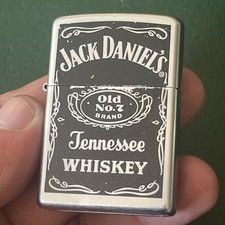 JACK DANIEL'S
Old
No.7
BRAND
Tennessee
WHISKEY